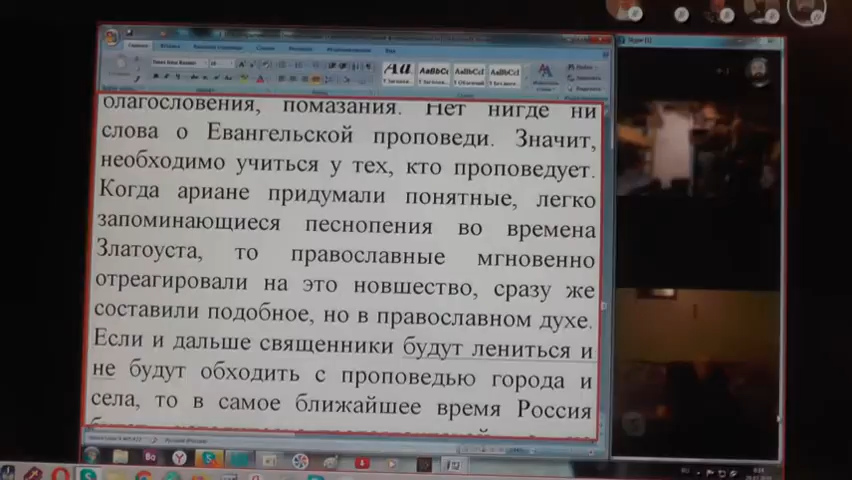 благословения, помазания. Нет нигде ни
слова о Евангельской проповеди. Значит,
необходимо учиться у тех, кто проповедует.
Когда ариане придумали понятные, легко
запоминающиеся песнопения во времена
Златоуста, то православные мгновенно
отреагировали на это новшество, сразу же
составили подобное, но в православном духе.
Если и дальше священники будут лениться и
не будут обходить с проповедью города и
села, то в самое ближайшее время Россия